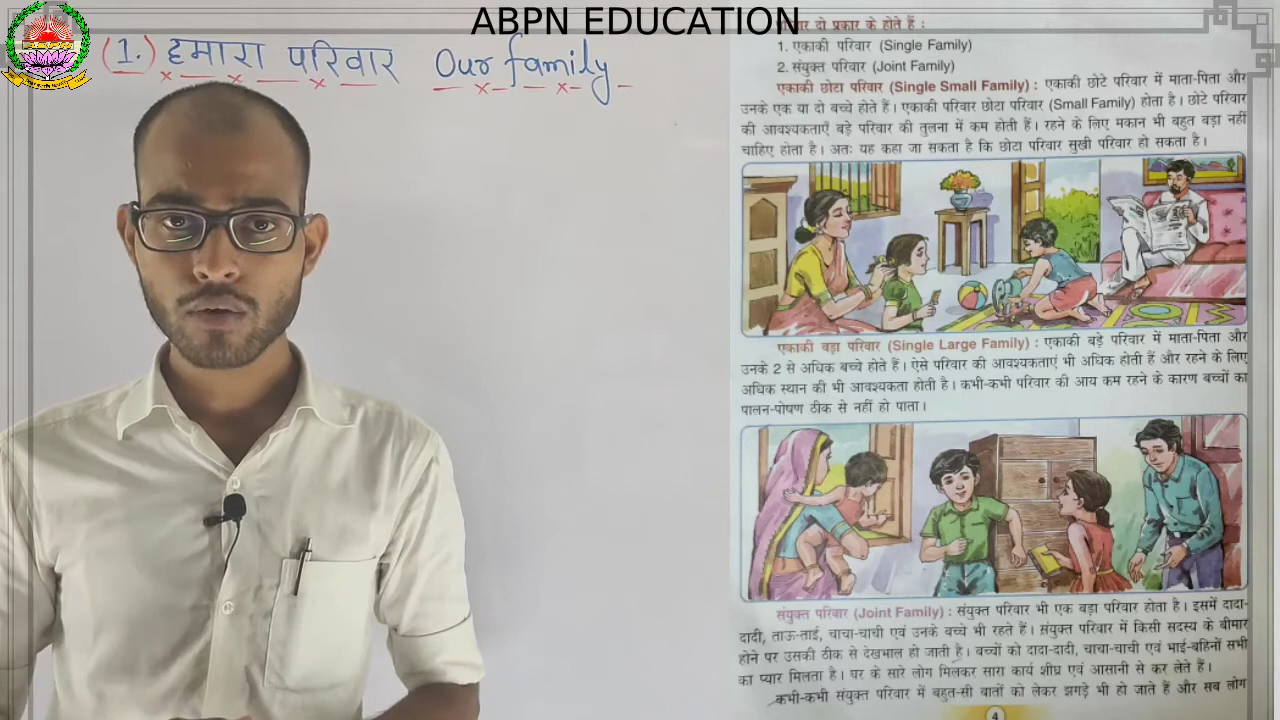 ABPN EDUCATION
(1.) हमारा परिवार Our family
परिवार दो प्रकार के होते हैं :
1. एकाकी परिवार (Single Family)
2. संयुक्त परिवार (Joint Family)
एकाकी छोटा परिवार (Single Small Family) : एकाकी छोटे परिवार में माता-पिता और
उनके एक या दो बच्चे होते हैं। एकाकी परिवार छोटा परिवार (Small Family) होता है। छोटे परिवार
की आवश्यकताएँ बड़े परिवार की तुलना में कम होती हैं। रहने के लिए मकान भी बहुत बड़ा नहीं
चाहिए होता है। अतः यह कहा जा सकता है कि छोटा परिवार सुखी परिवार हो सकता है।
एकाकी बड़ा परिवार (Single Large Family) : एकाकी बड़े परिवार में माता-पिता और
उनके 2 से अधिक बच्चे होते हैं। ऐसे परिवार की आवश्यकताएं भी अधिक होती हैं और रहने के लिए
अधिक स्थान की भी आवश्यकता होती है। कभी-कभी परिवार की आय कम रहने के कारण बच्चों का
पालन-पोषण ठीक से नहीं हो पाता।
संयुक्त परिवार (Joint Family) : संयुक्त परिवार भी एक बड़ा परिवार होता है। इसमें दादा-
दादी, ताऊ-ताई, चाचा-चाची एवं उनके बच्चे भी रहते हैं। संयुक्त परिवार में किसी सदस्य के बीमार
होने पर उसकी ठीक से देखभाल हो जाती है। बच्चों को दादा-दादी, चाचा-चाची एवं भाई-बहिनों सभी
का प्यार मिलता है। घर के सारे लोग मिलकर सारा कार्य शीघ्र एवं आसानी से कर लेते हैं।
कभी-कभी संयुक्त परिवार में बहुत-सी बातों को लेकर झगड़े भी हो जाते हैं और सब लोग
4